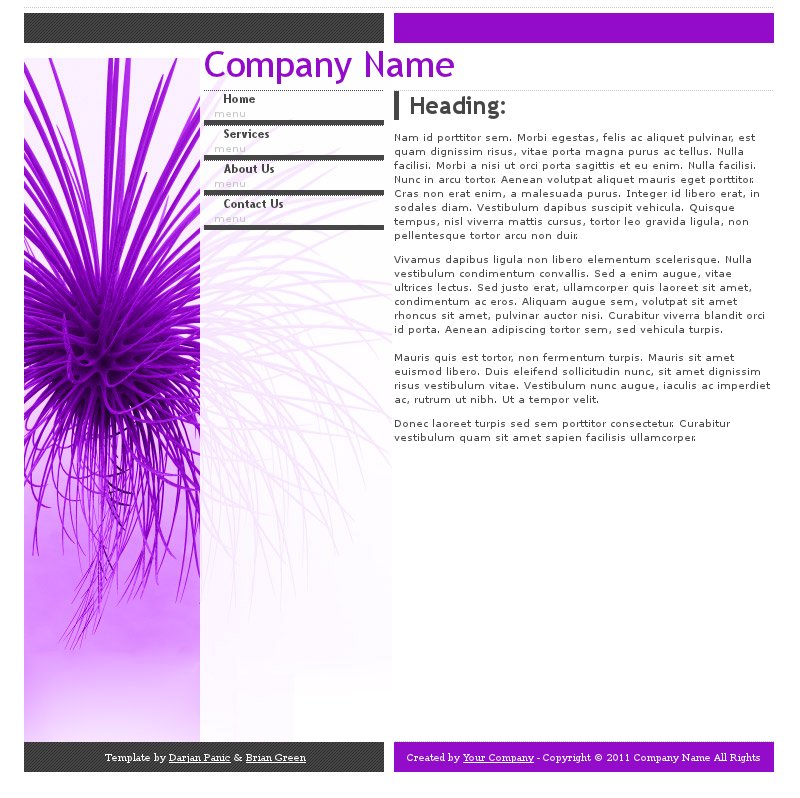 Company Name
Home
menu
Services
menu
About Us
menu
Contact Us
menu
Heading:
Nam id porttitor sem. Morbi egestas, felis ac aliquet pulvinar, est
quam dignissim risus, vitae porta magna purus ac tellus. Nulla
facilisi. Morbi a nisi ut orci porta sagittis et eu enim. Nulla facilisi.
Nunc in arcu tortor. Aenean volutpat aliquet mauris eget porttitor.
Cras non erat enim, a malesuada purus. Integer id libero erat, in
sodales diam. Vestibulum dapibus suscipit vehicula. Quisque
tempus, nisl viverra mattis cursus, tortor leo gravida ligula, non
pellentesque tortor arcu non dui.
Vivamus dapibus ligula non libero elementum scelerisque. Nulla
vestibulum condimentum convallis. Sed a enim augue, vitae
ultrices lectus. Sed justo erat, ullamcorper quis laoreet sit amet,
condimentum ac eros. Aliquam augue sem, volutpat sit amet
rhoncus sit amet, pulvinar auctor nisi. Curabitur viverra blandit orci
id porta. Aenean adipiscing tortor sem, sed vehicula turpis.
Mauris quis est tortor, non fermentum turpis. Mauris sit amet
euismod libero. Duis eleifend sollicitudin nunc, sit amet dignissim
risus vestibulum vitae. Vestibulum nunc augue, iaculis ac imperdiet
ac, rutrum ut nibh. Ut a tempor velit.
Donec laoreet turpis sed sem porttitor consectetur. Curabitur
vestibulum quam sit amet sapien facilisis ullamcorper.
Template by Darjan Panic & Brian Green
Created by Your Company - Copyright © 2011 Company Name All Rights